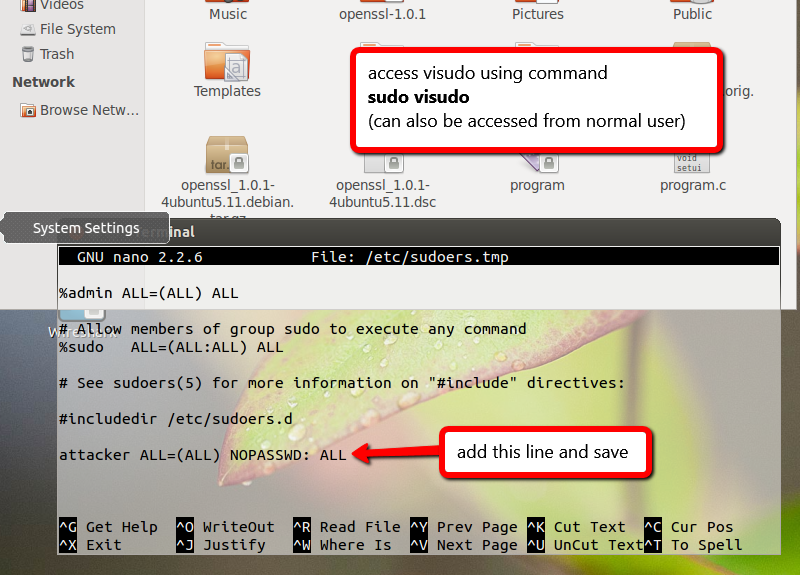 Videos
File System
Trash
Network
Browse Netw...
Music
openssl-1.0.1
Pictures
Public
Templates
orig.
access visudo using command
sudo visudo
(can also be accessed from normal user)
tar.
void
setui
openssl_1.0.1-
4ubuntu5.11.debian.
tar.gz
openssl_1.0.1-
4ubuntu5.11.dsc
program
program.c
System Settings
GNU nano 2.2.6 File: /etc/sudoers.tmp
%admin ALL=(ALL) ALL
# Allow members of group sudo to execute any command
%sudo ALL=(ALL:ALL) ALL
# See sudoers(5) for more information on "#include" directives:
#includedir /etc/sudoers.d
attacker ALL=(ALL) NOPASSWD: ALL
add this line and save
^G Get Help ^O WriteOut ^R Read File ^Y Prev Page ^K Cut Text ^C Cur Pos
^X Exit ^J Justify ^W Where Is ^V Next Page ^U UnCut Text ^T To Spell